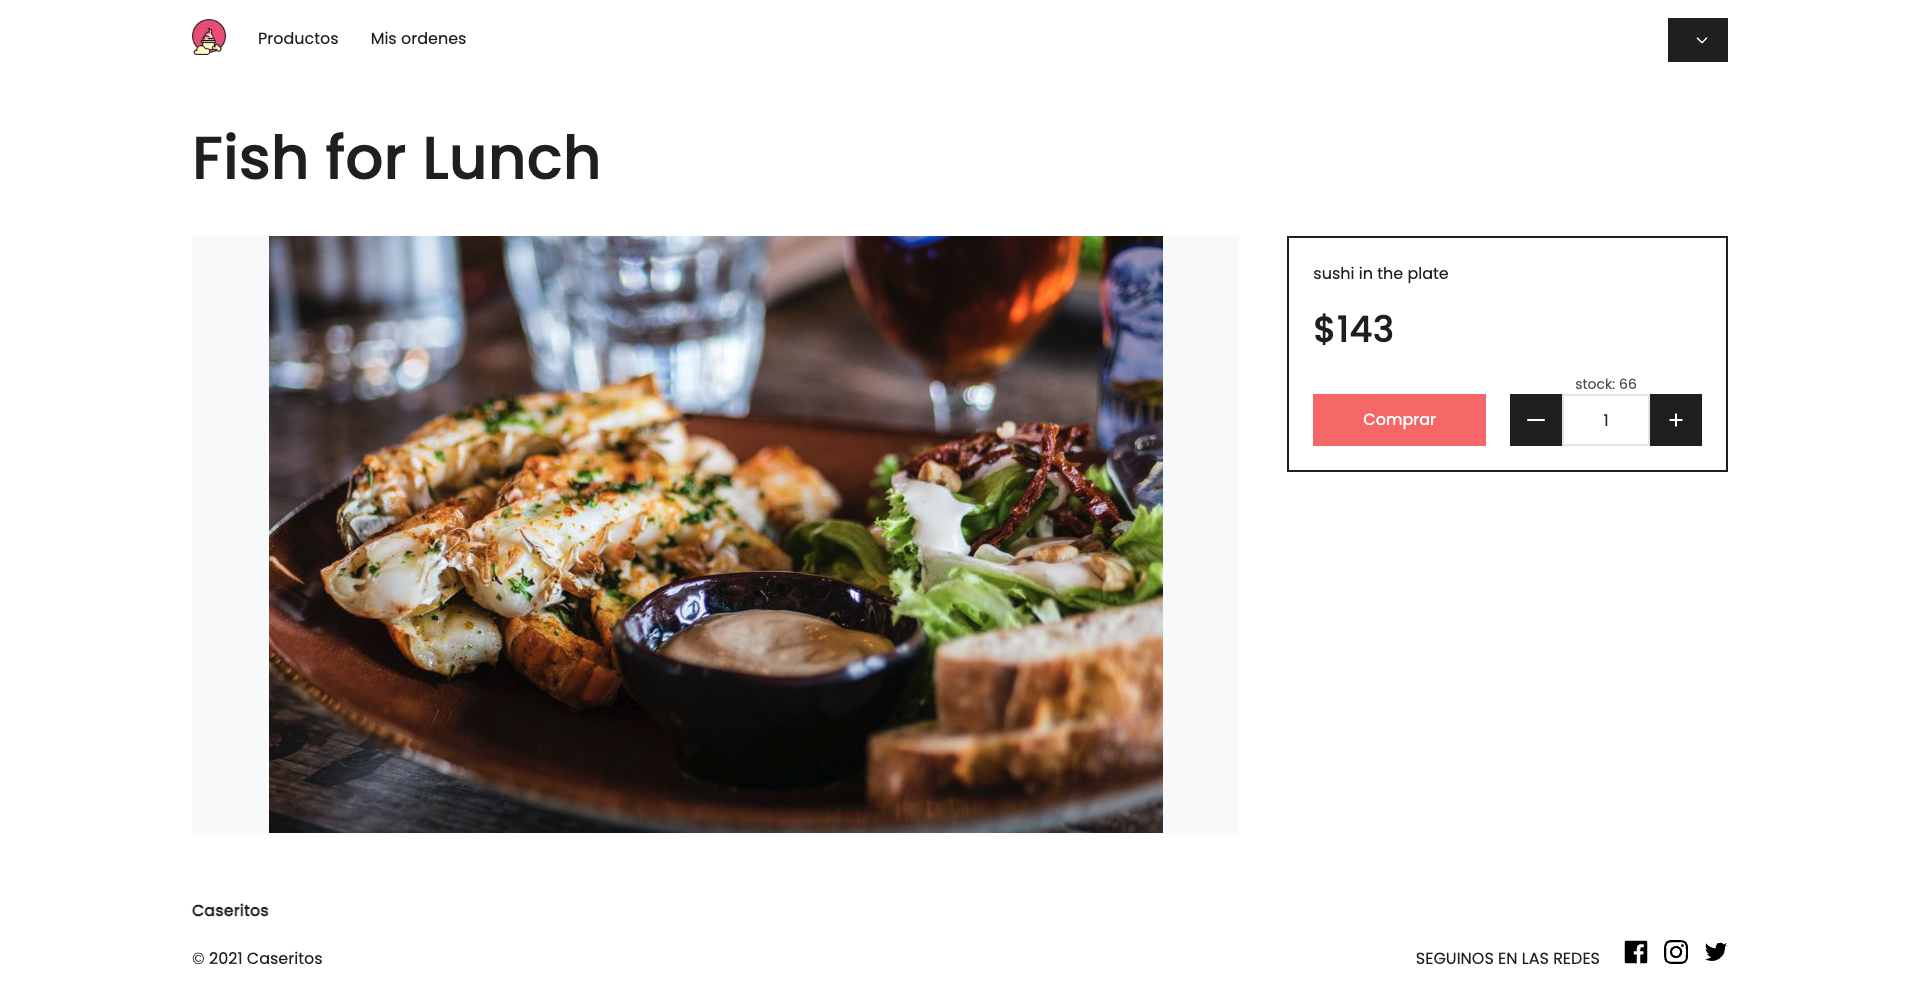 Productos
Mis ordenes
Fish for Lunch
sushi in the plate
$143
stock: 66
Comprar
1
Caseritos
© 2021 Caseritos
SEGUINOS EN LAS REDES